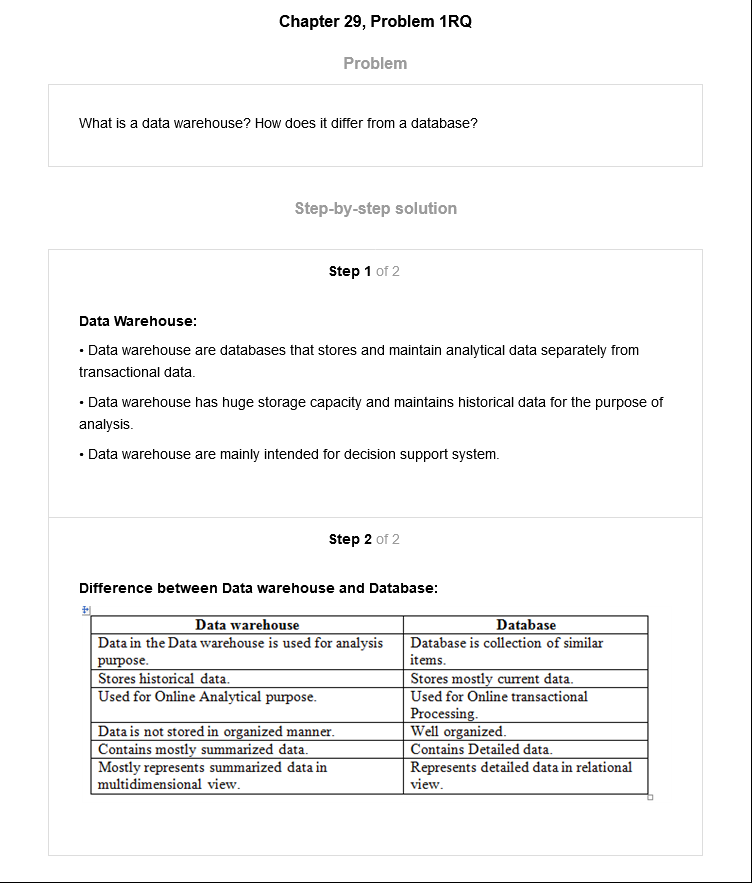 Chapter 29, Problem 1RQ
Problem
What is a data warehouse? How does it differ from a database?
Step-by-step solution
Step 1 of 2
Data Warehouse:
• Data warehouse are databases that stores and maintain analytical data separately from
transactional data.
• Data warehouse has huge storage capacity and maintains historical data for the purpose of
analysis.
• Data warehouse are mainly intended for decision support system.
Step 2 of 2
Difference between Data warehouse and Database:
Data warehouse Database
Data in the Data warehouse is used for analysis Database is collection of similar
purpose. items.
Stores historical data. Stores mostly current data.
Used for Online Analytical purpose. Used for Online transactional
Processing.
Data is not stored in organized manner. Well organized.
Contains mostly summarized data. Contains Detailed data.
Mostly represents summarized data in Represents detailed data in relational
multidimensional view. view.